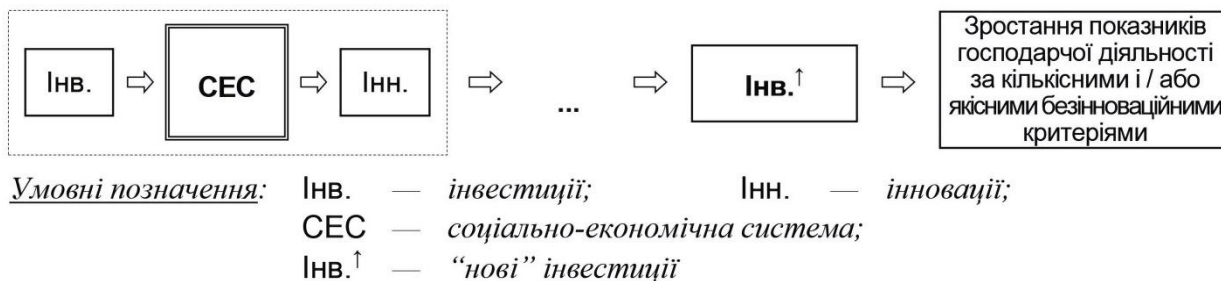 Інв.
СЕС
Інн.
...
Інв.↑
Зростання показників
господарчої діяльності
за кількісними і / або
якісними безінноваційними
критеріями
Умовні позначення: Інв. — інвестиції; Інн. — інновації;
СЕС — соціально-економічна система;
Інв.↑ — “нові” інвестиції